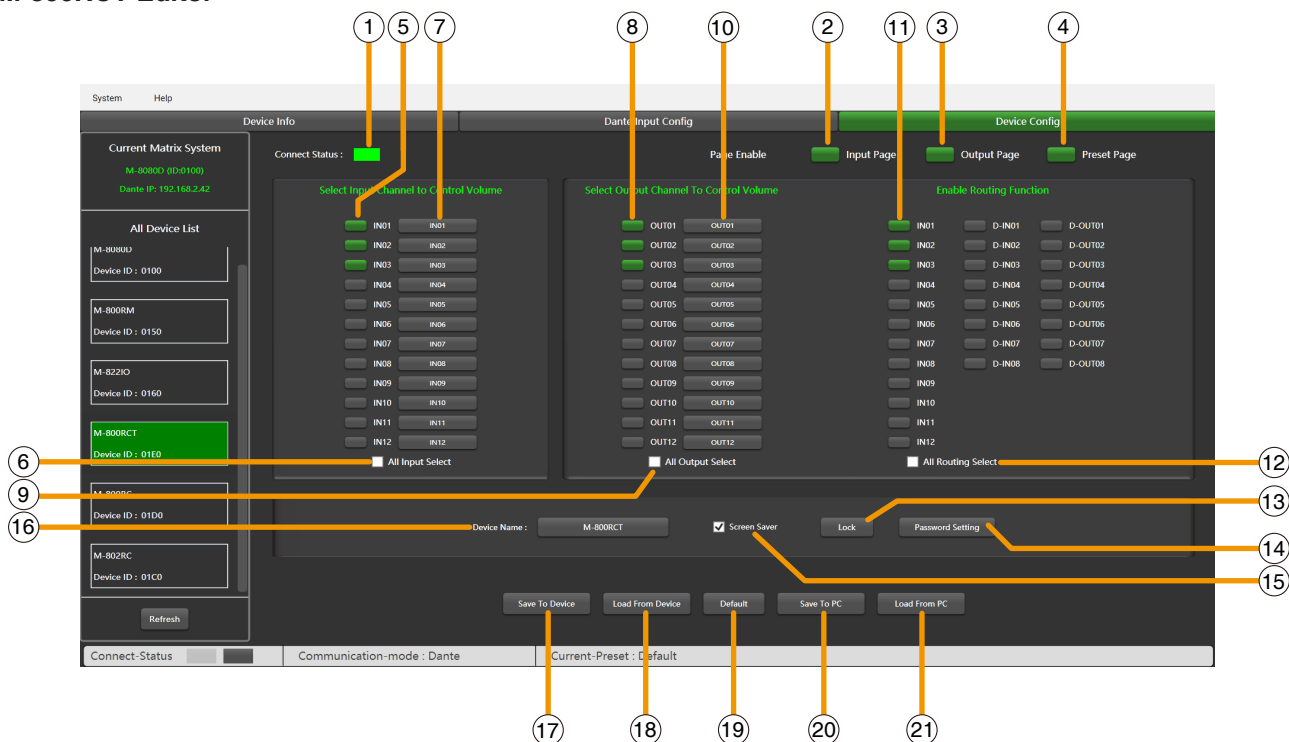 1 5 7 8 10 2 11 3 4
System Help
Device Info Dante Input Config Device Config
Current Matrix System
M-8080D (ID:0100)
Dante IP: 192.168.2.42
All Device List
M-8080D
Device ID : 0100
M-800RM
Device ID : 0150
M-822IO
Device ID : 0160
M-800RCT
Device ID : 01E0
Device ID : 01D0
M-802RC
Device ID : 01C0
Refresh
Connect Status : Page Enable Input Page Output Page Preset Page
Select Input Channel to Control Volume
IN01 IN01
IN02 IN02
IN03 IN03
IN04 IN04
IN05 IN05
IN06 IN06
IN07 IN07
IN08 IN08
IN09 IN09
IN10 IN10
IN11 IN11
IN12 IN12
All Input Select
Select Output Channel To Control Volume
OUT01 OUT01
OUT02 OUT02
OUT03 OUT03
OUT04 OUT04
OUT05 OUT05
OUT06 OUT06
OUT07 OUT07
OUT08 OUT08
OUT09 OUT09
OUT10 OUT10
OUT11 OUT11
OUT12 OUT12
All Output Select
Enable Routing Function
IN01 D-IN01 D-OUT01
IN02 D-IN02 D-OUT02
IN03 D-IN03 D-OUT03
IN04 D-IN04 D-OUT04
IN05 D-IN05 D-OUT05
IN06 D-IN06 D-OUT06
IN07 D-IN07 D-OUT07
IN08 D-IN08 D-OUT08
IN09
IN10
IN11
IN12
All Routing Select
6
9
16
12
13
14
15
Device Name : M-800RCT Screen Saver Lock Password Setting
Save To Device Load From Device Default Save To PC Load From PC
Connect-Status Communication-mode : Dante Current-Preset : Default
17 18 19 20 21